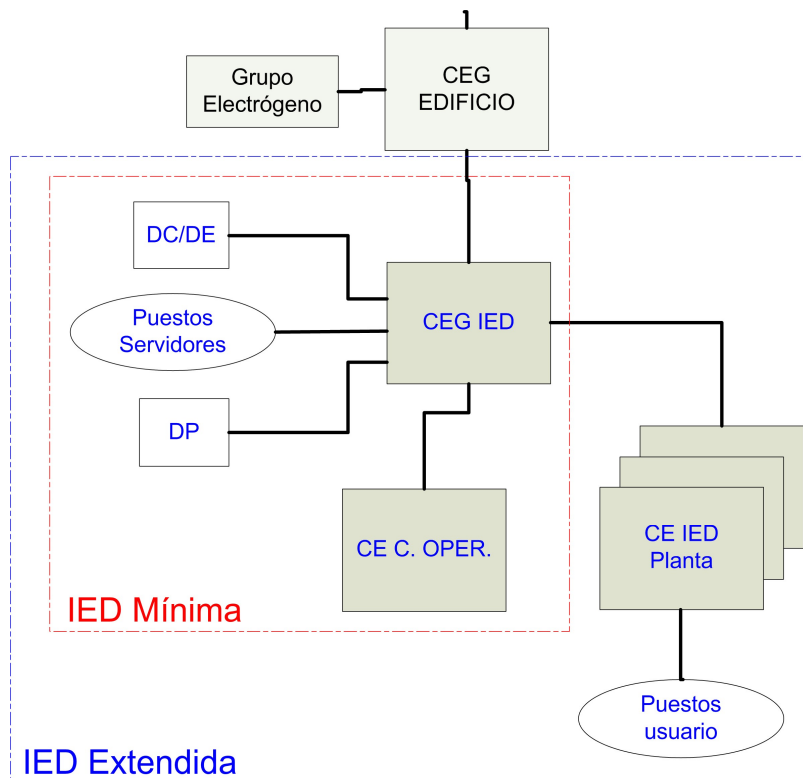 Grupo
Electrógeno
CEG
EDIFICIO
DC/DE
Puestos
Servidores
CEG IED
DP
CE C. OPER.
CE IED
Planta
IED Mínima
Puestos
usuario
IED Extendida